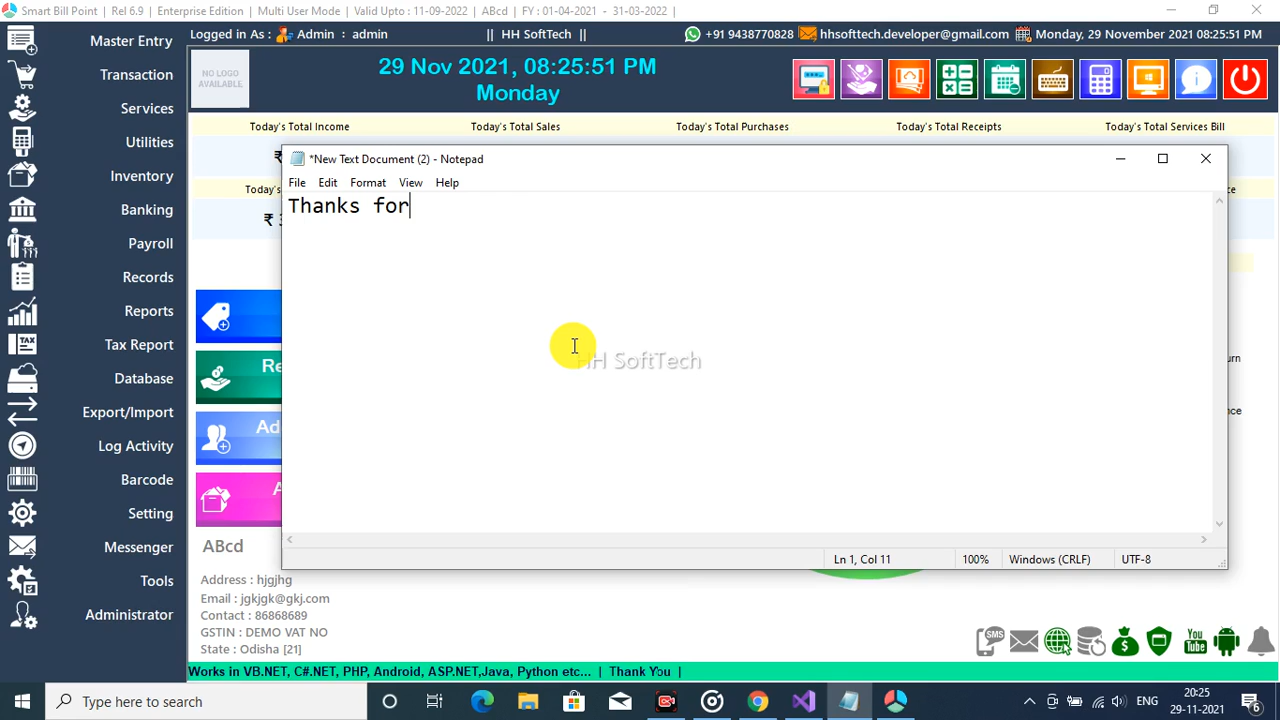 Smart Bill Point | Rel 6.9 | Enterprise Edition | Multi User Mode | Valid Upto : 11-09-2022 | ABcd | FY : 01-04-2021 - 31-03-2022 |
Logged in As : Admin : admin || HH SoftTech || +91 9438770828 hhsofttech.developer@gmail.com Monday, 29 November 2021 08:25:51 PM
NO LOGO AVAILABLE
29 Nov 2021, 08:25:51 PM
Monday
Today's Total Income Today's Total Sales Today's Total Purchases Today's Total Receipts Today's Total Services Bill
Master Entry
Transaction
Services
Utilities
Inventory
Banking
Payroll
Records
Reports
Tax Report
Database
Export/Import
Log Activity
Barcode
Setting
Messenger
Tools
Administrator
*New Text Document (2) - Notepad
File Edit Format View Help
Thanks for
HH SoftTech
Ln 1, Col 11 100% Windows (CRLF) UTF-8
₹
Today's
₹ 3
ABcd
Address : hjgjhg
Email : jgkjgk@gkj.com
Contact : 86868689
GSTIN : DEMO VAT NO
State : Odisha [21]
SMS
You
Tube
Works in VB.NET, C#.NET, PHP, Android, ASP.NET,Java, Python etc... | Thank You |
Type here to search
ENG
20:25
29-11-2021
6